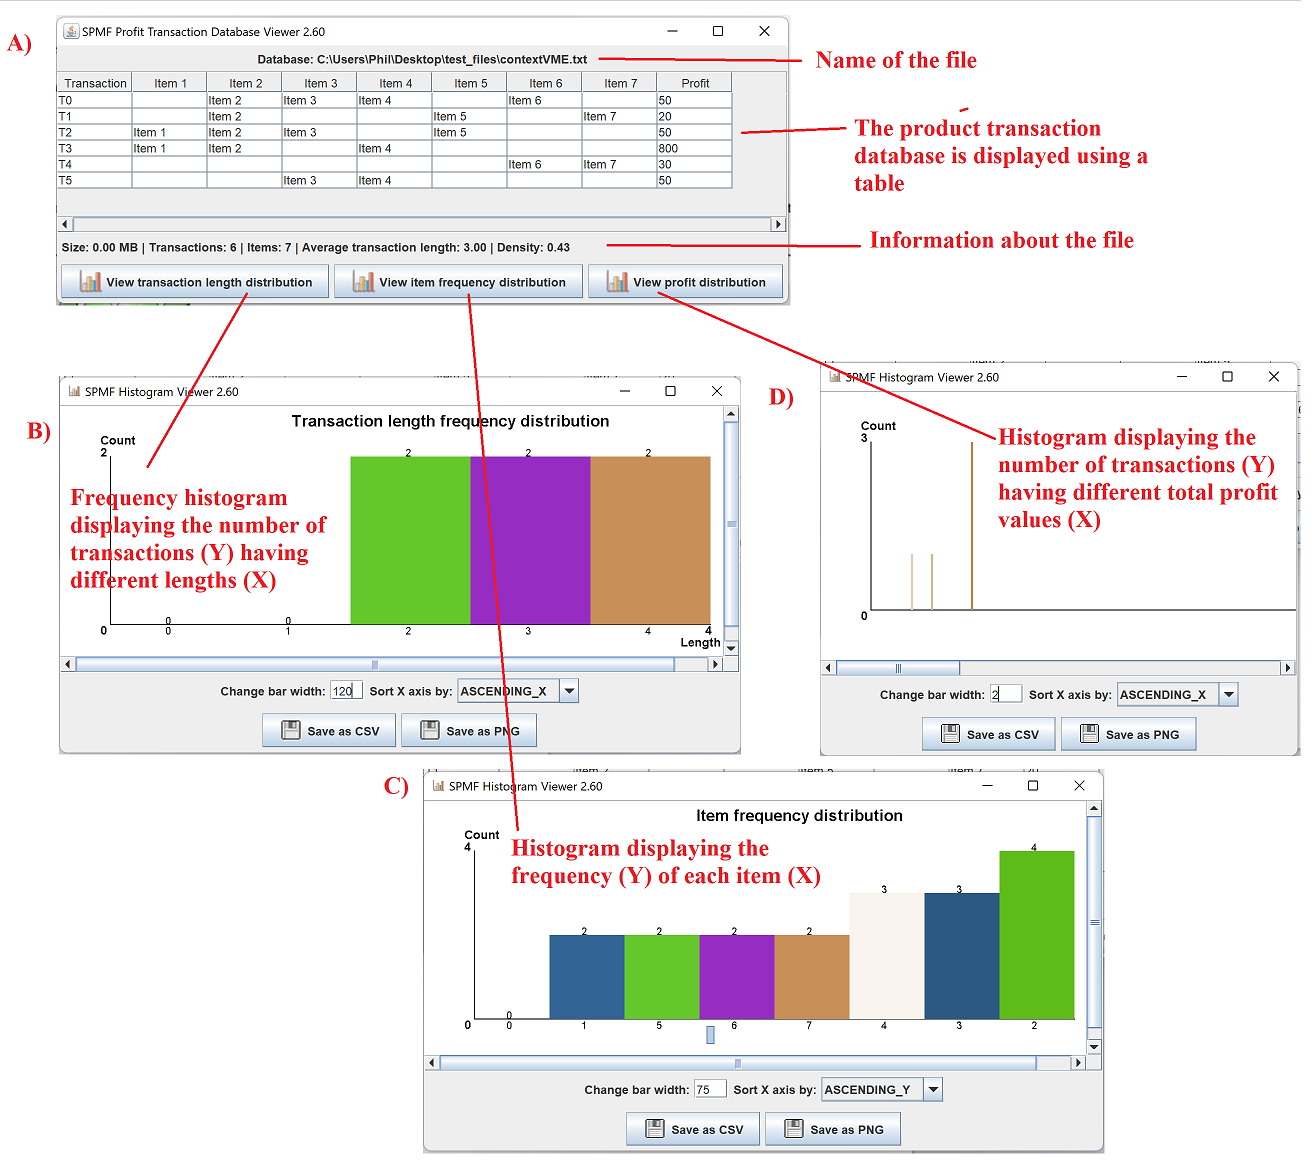 A)
SPMF Profit Transaction Database Viewer 2.60
Database: C:\Users\Phil\Desktop\test_files\contextVME.txt
Name of the file
Transaction Item 1 Item 2 Item 3 Item 4 Item 5 Item 6 Item 7 Profit
T0 Item 2 Item 3 Item 4 Item 6 50
T1 Item 2 Item 5 Item 7 20
T2 Item 1 Item 2 Item 3 Item 5 50
T3 Item 1 Item 2 Item 4 800
T4 Item 6 Item 7 30
T5 Item 3 Item 4 50
The product transaction
database is displayed using a
table
Size: 0.00 MB | Transactions: 6 | Items: 7 | Average transaction length: 3.00 | Density: 0.43
Information about the file
View transaction length distribution
View item frequency distribution
View profit distribution
B)
SPMF Histogram Viewer 2.60
Transaction length frequency distribution
Count
2
2 2 2
Frequency histogram
displaying the number of
transactions (Y) having
different lengths (X)
0 0
0 0 1 2 3 4 4
Length
Change bar width: 120 Sort X axis by: ASCENDING_X
Save as CSV Save as PNG
D)
SPMF Histogram Viewer 2.60
Count
3
Histogram displaying the
number of transactions (Y)
having different total profit
values (X)
0
Change bar width: 2 Sort X axis by: ASCENDING_X
Save as CSV Save as PNG
C)
SPMF Histogram Viewer 2.60
Item frequency distribution
Count
4
Histogram displaying the
frequency (Y) of each item (X)
0 2 2 2 2 3 3 4
0 0 1 5 6 7 4 3 2
Change bar width: 75 Sort X axis by: ASCENDING_Y
Save as CSV Save as PNG